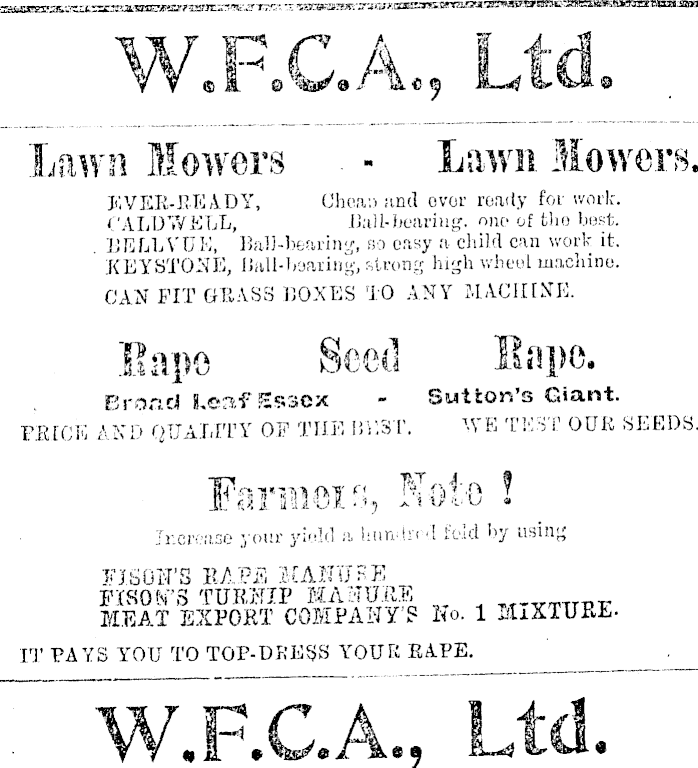 W.F.C.A., Ltd.
Lawn Mowers - Lawn Mowers.
EVER-READY, Cheap and ever ready for work.
CALDWELL, Ball-bearing, one of the best.
BELLVUE, Ball-bearing, so easy a child can work it.
KEYSTONE, Ball-bearing, strong high wheel machine.
CAN FIT GRASS BOXES TO ANY MACHINE.
Rape Seed Rape.
Broad Leaf Essex - Sutton's Giant.
PRICE AND QUALITY OF THE BEST. WE TEST OUR SEEDS.
Farmers, Note !
Increase your yield a hundred fold by using
FISON'S RAPE MANURE
FISON'S TURNIP MANURE
MEAT EXPORT COMPANY'S No. 1 MIXTURE.
IT PAYS YOU TO TOP-DRESS YOUR RAPE.
W.F.C.A., Ltd.